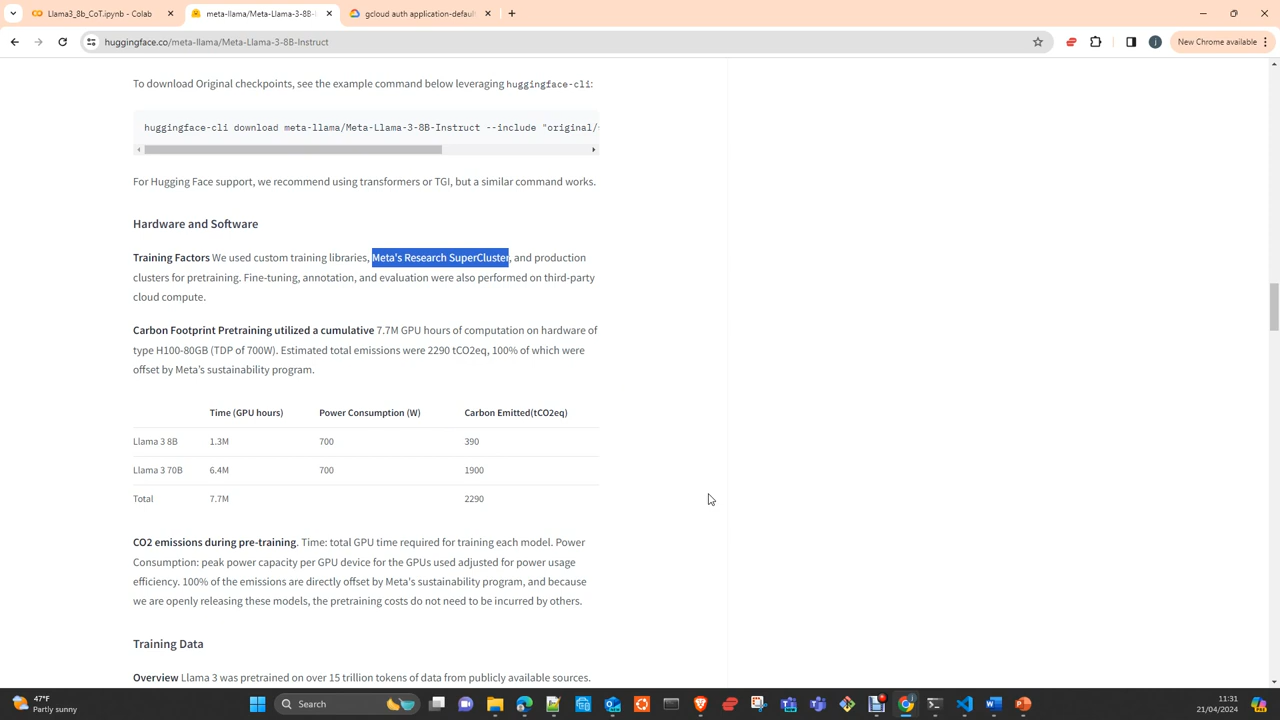 Llama3_8b_CoT.ipynb - Colab
meta-llama/Meta-Llama-3-8B-I
gcloud auth application-defau
huggingface.co/meta-llama/Meta-Llama-3-8B-Instruct
New Chrome available
To download Original checkpoints, see the example command below leveraging huggingface-cli:
huggingface-cli download meta-llama/Meta-Llama-3-8B-Instruct --include "original/
For Hugging Face support, we recommend using transformers or TGI, but a similar command works.
Hardware and Software
Training Factors We used custom training libraries, Meta's Research SuperCluster, and production
clusters for pretraining. Fine-tuning, annotation, and evaluation were also performed on third-party
cloud compute.
Carbon Footprint Pretraining utilized a cumulative 7.7M GPU hours of computation on hardware of
type H100-80GB (TDP of 700W). Estimated total emissions were 2290 tCO2eq, 100% of which were
offset by Meta's sustainability program.
Time (GPU hours) Power Consumption (W) Carbon Emitted(tCO2eq)
Llama 3 8B 1.3M 700 390
Llama 3 70B 6.4M 700 1900
Total 7.7M 2290
CO2 emissions during pre-training. Time: total GPU time required for training each model. Power
Consumption: peak power capacity per GPU device for the GPUs used adjusted for power usage
efficiency. 100% of the emissions are directly offset by Meta's sustainability program, and because
we are openly releasing these models, the pretraining costs do not need to be incurred by others.
Training Data
Overview Llama 3 was pretrained on over 15 trillion tokens of data from publicly available sources.
47°F
Partly sunny
Search
11:31
21/04/2024